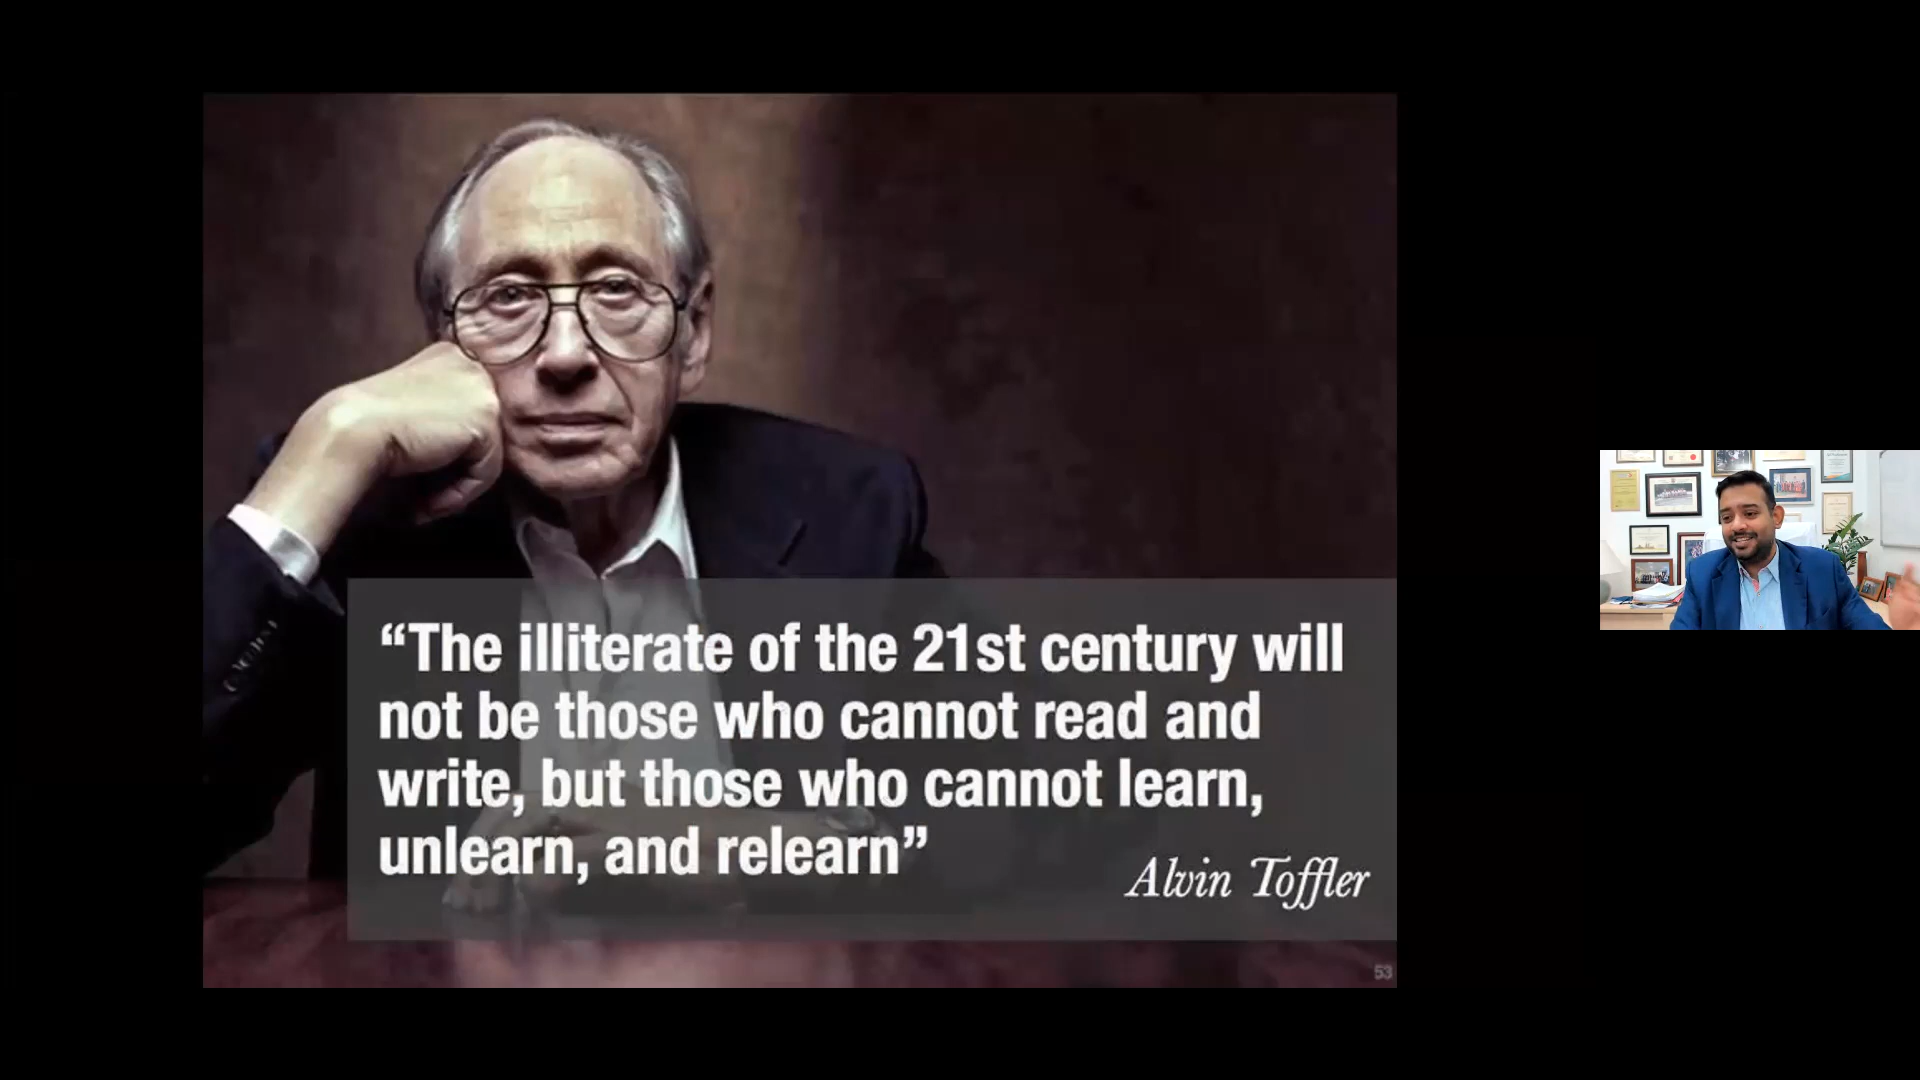 “The illiterate of the 21st century will
not be those who cannot read and
write, but those who cannot learn,
unlearn, and relearn”
Alvin Toffler
53